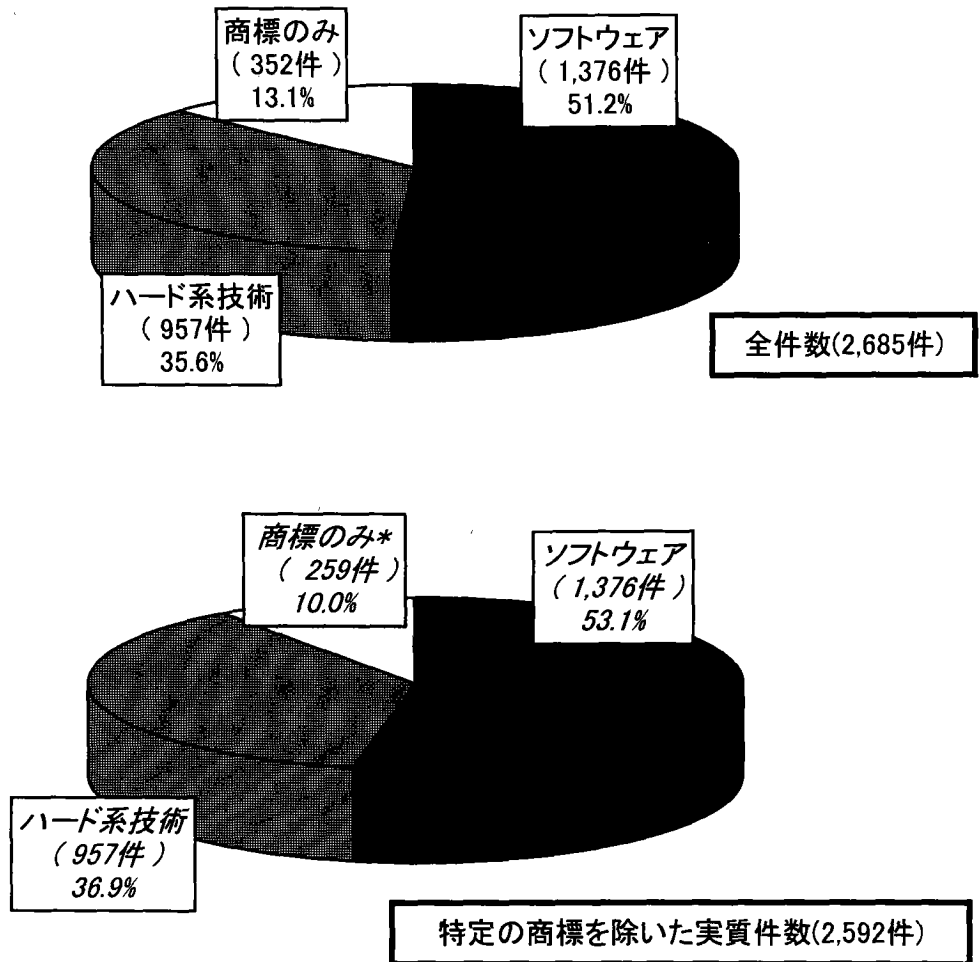 商標のみ
( 352件 )
13.1%
ソフトウェア
( 1,376件 )
51.2%
ハード系技術
( 957件 )
35.6%
全件数(2,685件)
商標のみ*
( 259件 )
10.0%
ソフトウェア
( 1,376件 )
53.1%
ハード系技術
( 957件 )
36.9%
特定の商標を除いた実質件数(2,592件)